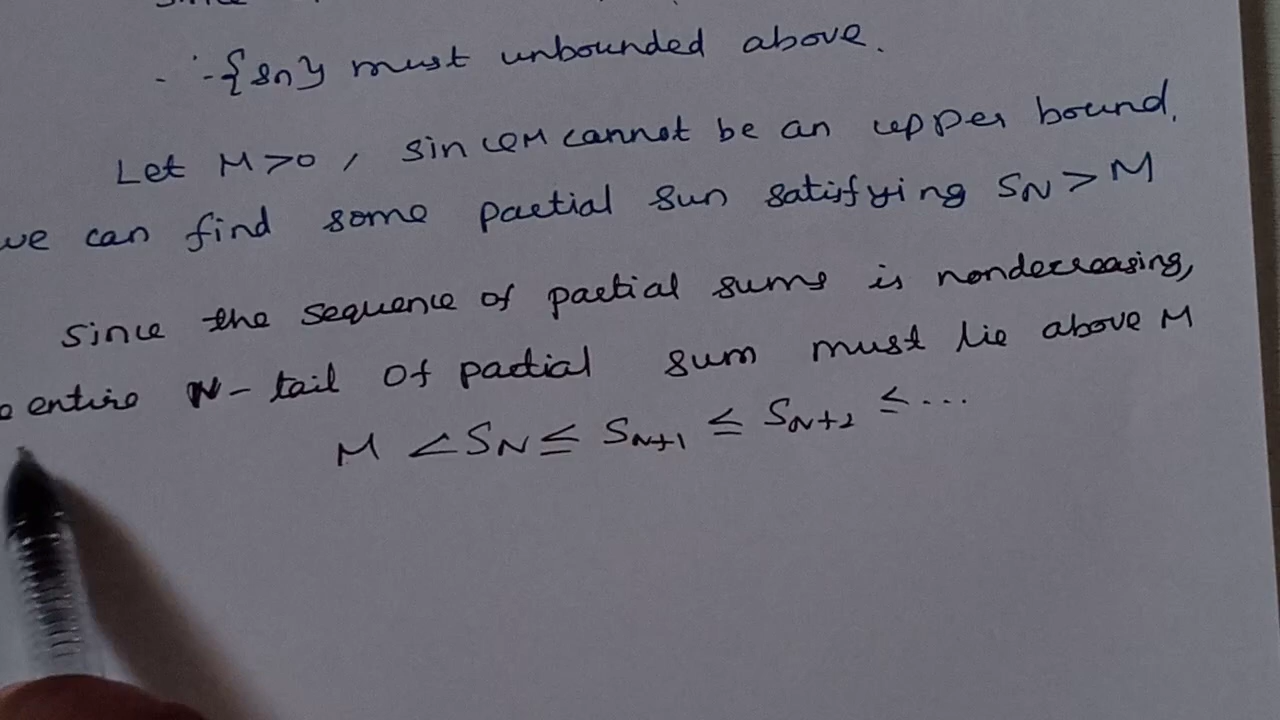 ∴ {sn} must unbounded above.
Let M>0, since M cannot be an upper bound.
we can find some partial sun satisfying SN > M
Since the sequence of partial sums is nondecreasing,
entire N-tail of partial sum must lie above M
M < SN ≤ SN+1 ≤ SN+2 ≤ ...